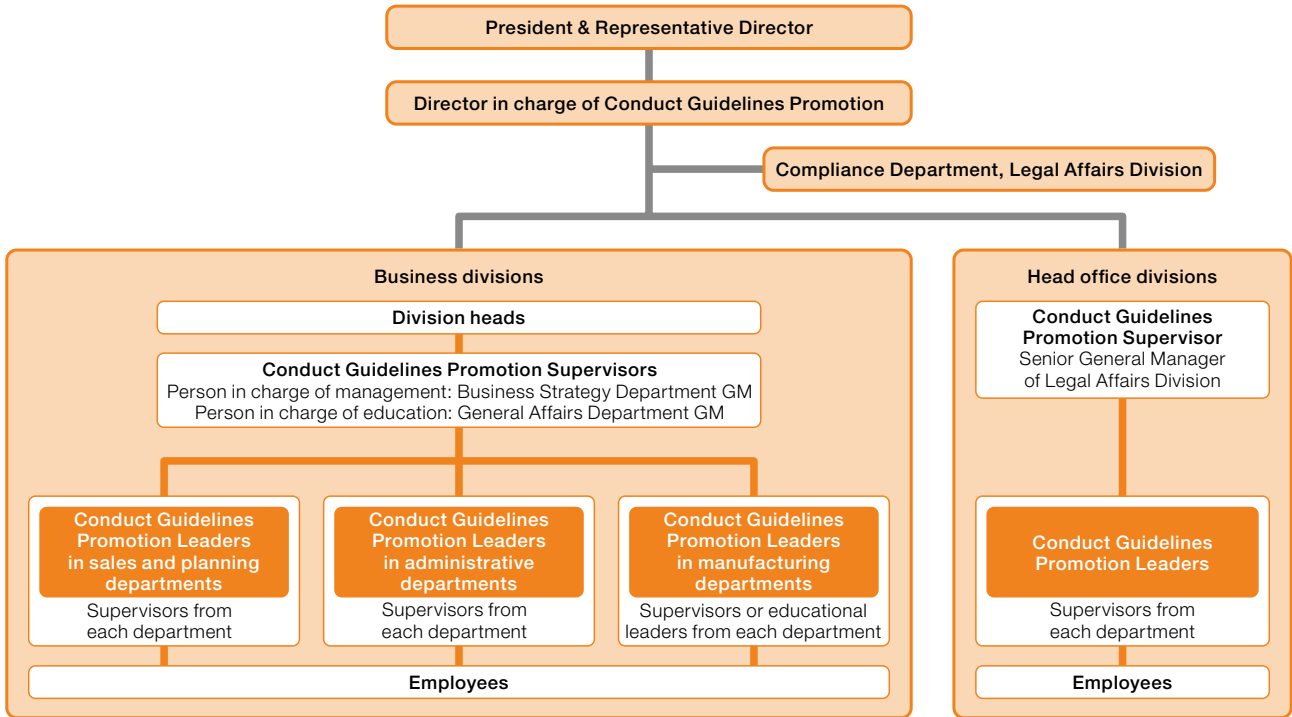 President & Representative Director
Director in charge of Conduct Guidelines Promotion
Compliance Department, Legal Affairs Division
Business divisions
Division heads
Conduct Guidelines Promotion Supervisors
Person in charge of management: Business Strategy Department GM
Person in charge of education: General Affairs Department GM
Conduct Guidelines
Promotion Leaders
in sales and planning
departments
Supervisors from
each department
Conduct Guidelines
Promotion Leaders
in administrative
departments
Supervisors from
each department
Conduct Guidelines
Promotion Leaders
in manufacturing
departments
Supervisors or educational
leaders from each department
Employees
Head office divisions
Conduct Guidelines
Promotion Supervisor
Senior General Manager
of Legal Affairs Division
Conduct Guidelines
Promotion Leaders
Supervisors from
each department
Employees